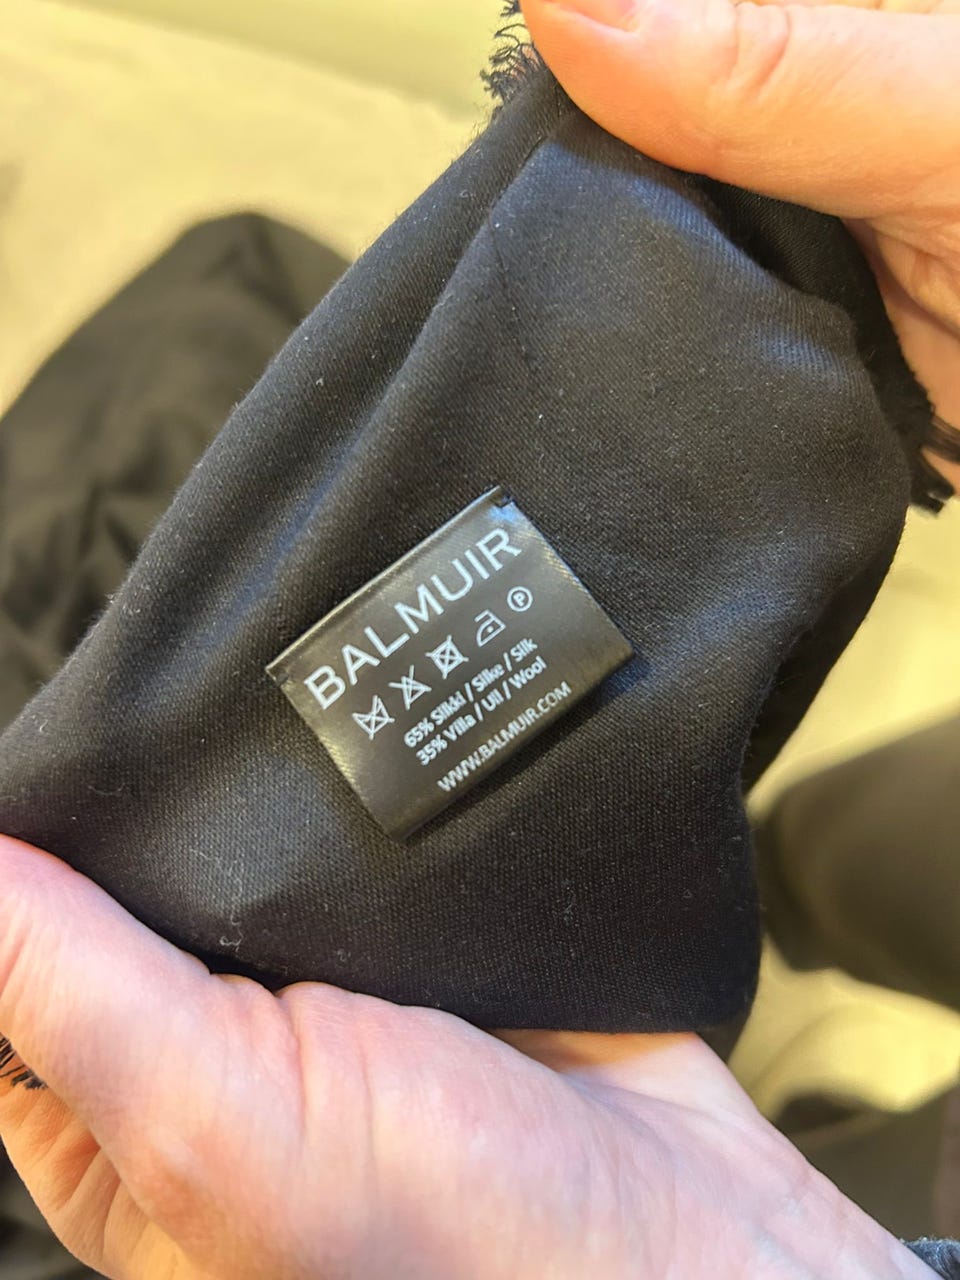 BALMUIR
P
65% Silkki / Silke / Silk
35% Villa / Ull / Wool
WWW.BALMUIR.COM